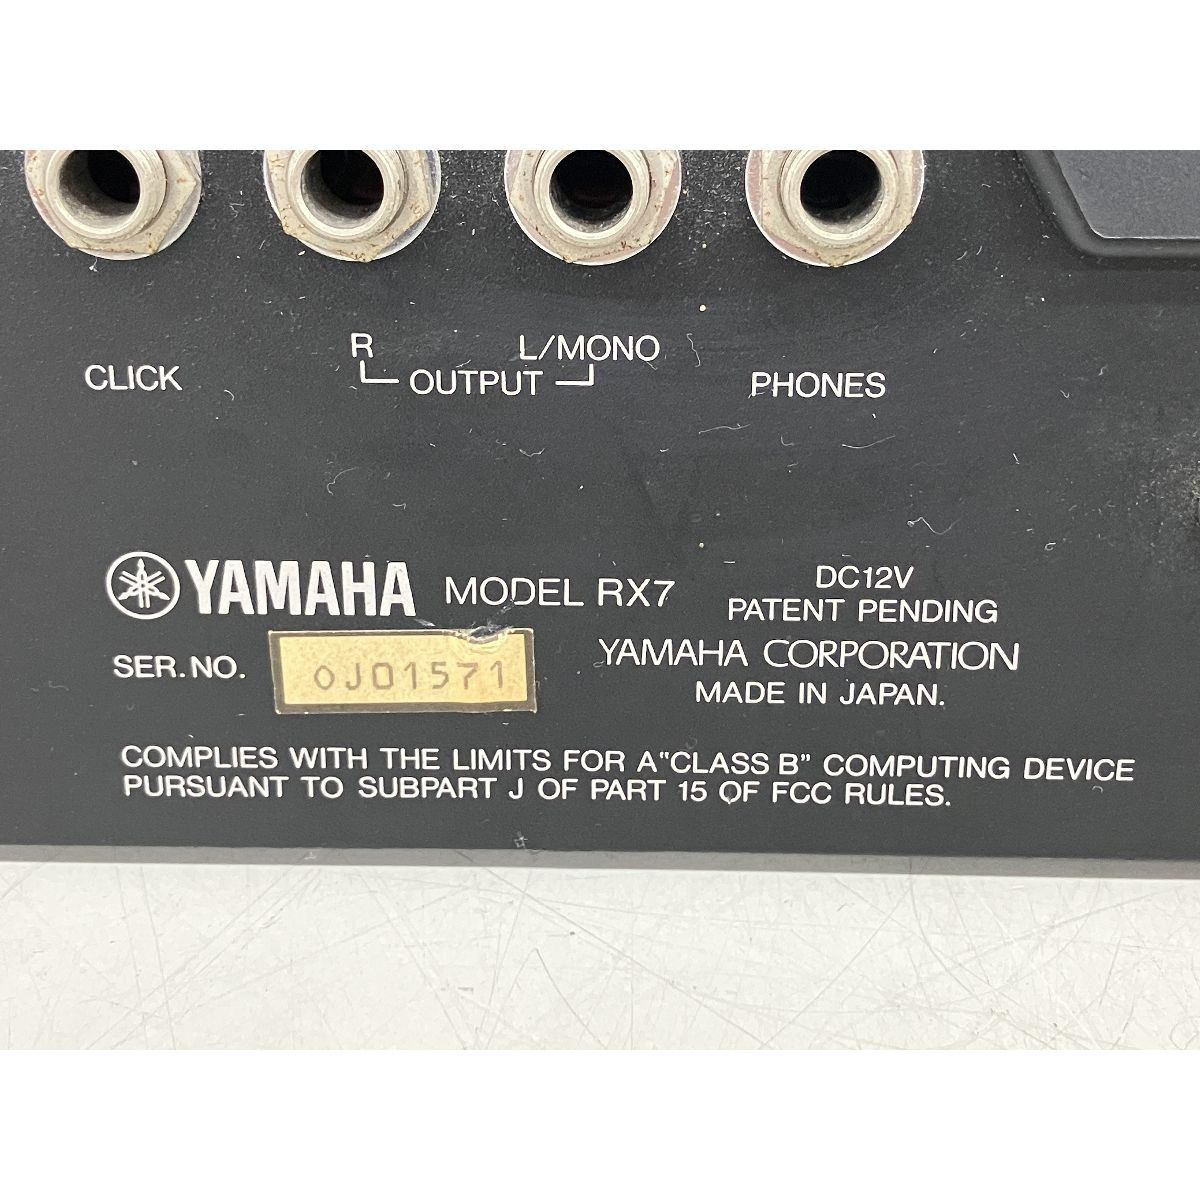 CLICK
R L/MONO
OUTPUT
PHONES
YAMAHA MODEL RX7
DC12V
PATENT PENDING
SER. NO. 0J01571
YAMAHA CORPORATION
MADE IN JAPAN.
COMPLIES WITH THE LIMITS FOR A "CLASS B" COMPUTING DEVICE
PURSUANT TO SUBPART J OF PART 15 OF FCC RULES.